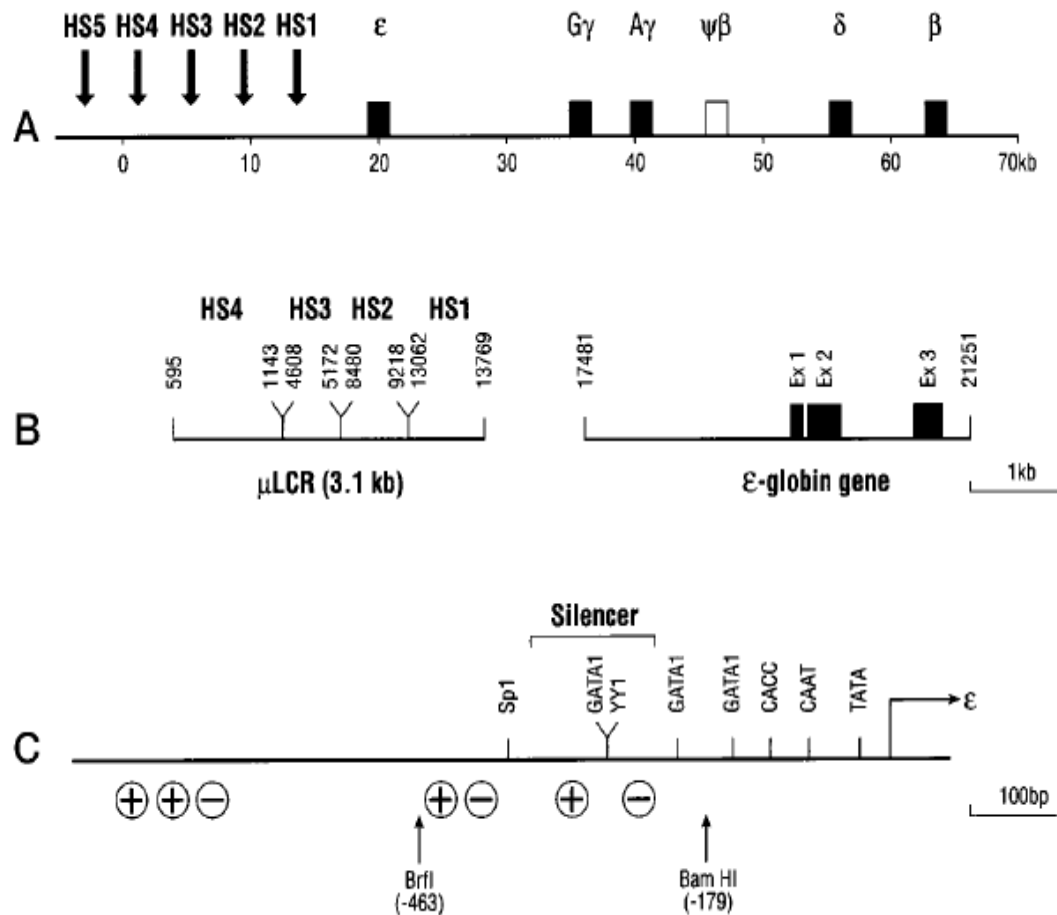 HS5 HS4 HS3 HS2 HS1 ε Gγ Aγ ψβ δ β
A
0 10 20 30 40 50 60 70kb
HS4 HS3 HS2 HS1
595 1143 4608 5172 8480 9218 13062 13769 17481 Ex 1 Ex 2 Ex 3 21251
B
μLCR (3.1 kb) ε-globin gene 1kb
Silencer
Sp1 GATA1 YY1 GATA1 GATA1 CACC CAAT TATA ε
C
+ + − + − + − 100bp
BrfI Bam HI
(-463) (-179)